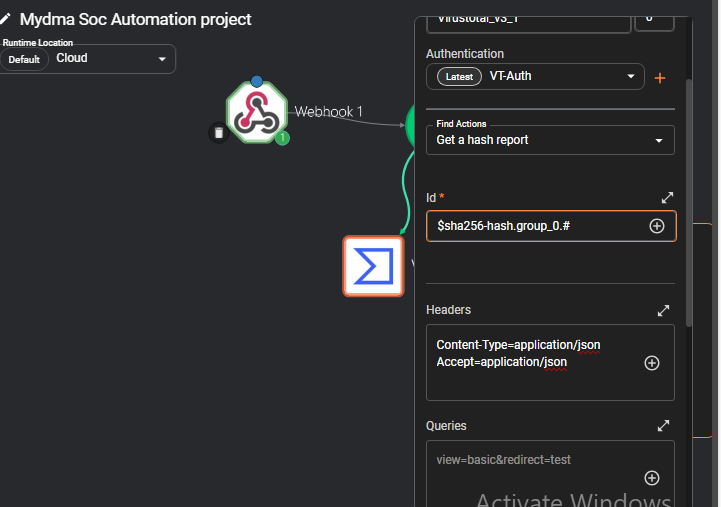 Mydma Soc Automation project
Runtime Location
Default Cloud
Webhook 1
1
Virustotal_v3_1
Authentication
Latest VT-Auth
Find Actions
Get a hash report
Id *
$sha256-hash.group_0.#
Headers
Content-Type=application/json
Accept=application/json
Queries
view=basic&redirect=test
Activate Windows